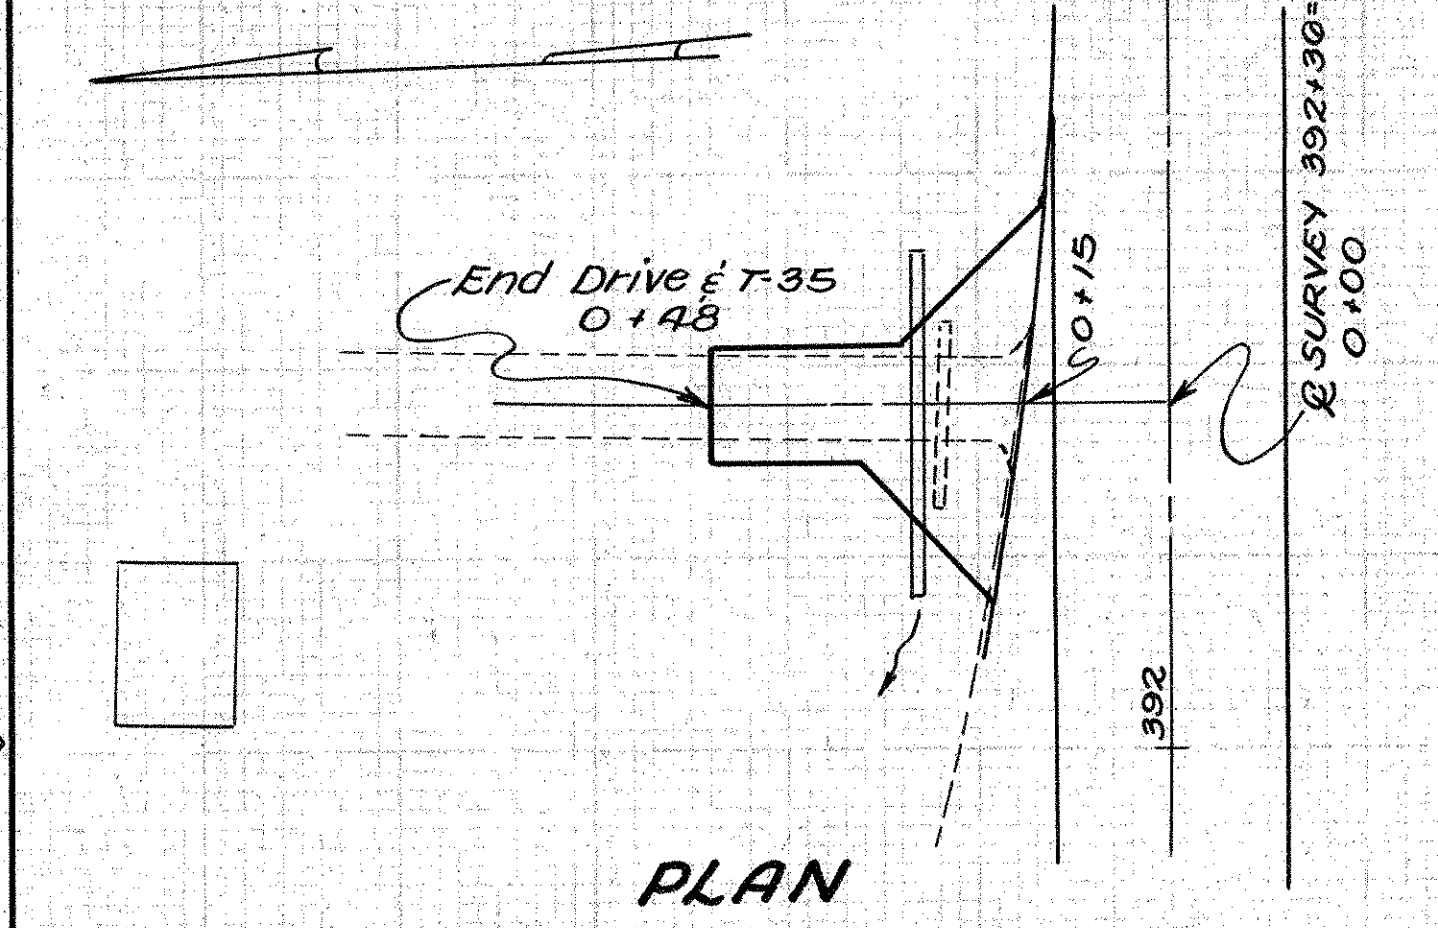 End Drive & T-35
0 + 48
0+15
℄ SURVEY 392+30=
0+00
392
PLAN